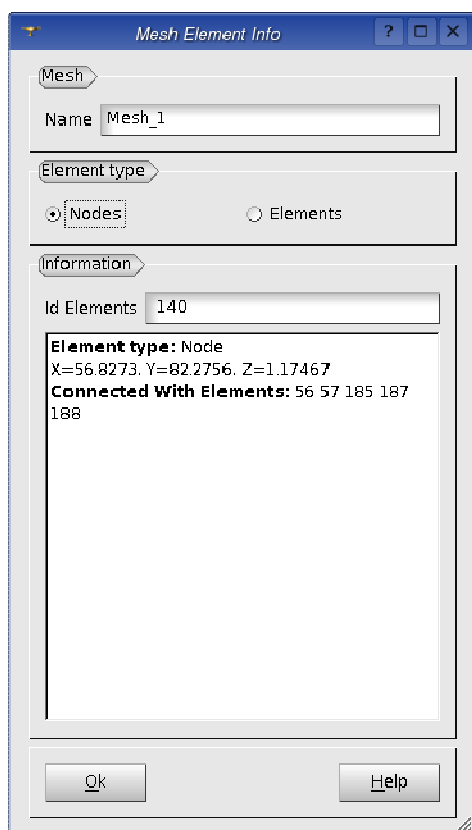 Mesh Element Info
?
Mesh
Name Mesh_1
Element type
Nodes Elements
Information
Id Elements 140
Element type: Node
X=56.8273. Y=82.2756. Z=1.17467
Connected With Elements: 56 57 185 187
188
Ok Help